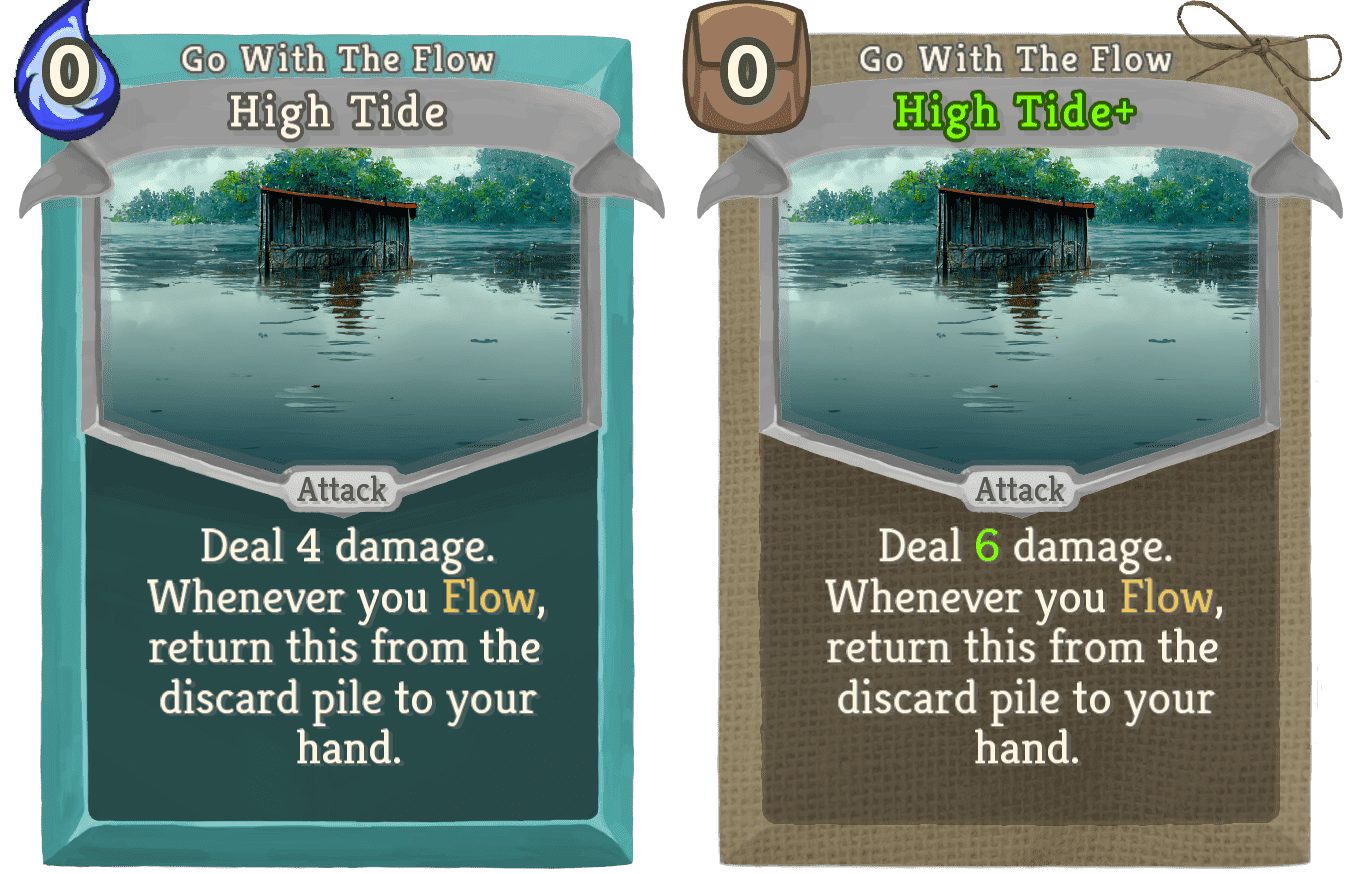 0
Go With The Flow
High Tide
Attack
Deal 4 damage.
Whenever you Flow,
return this from the
discard pile to your
hand.
0
Go With The Flow
High Tide+
Attack
Deal 6 damage.
Whenever you Flow,
return this from the
discard pile to your
hand.